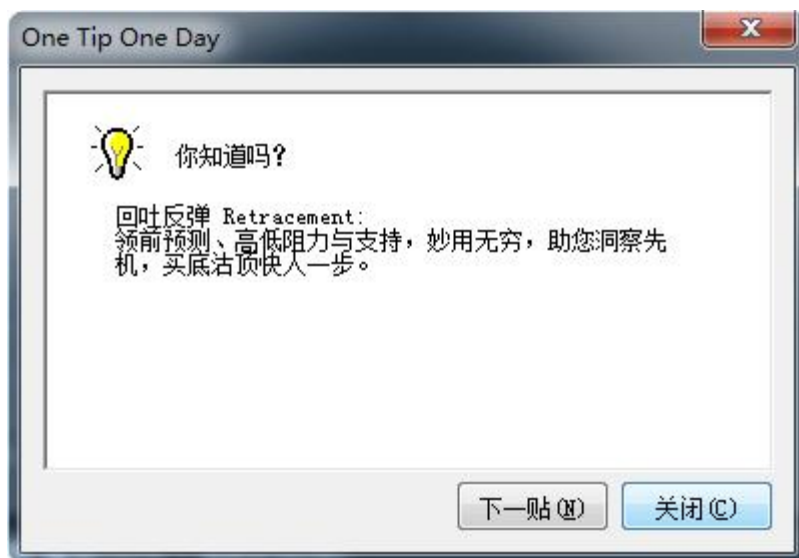 One Tip One Day
你知道吗?
回吐反弹 Retracement:
领前预测、高低阻力与支持，妙用无穷，助您洞察先
机，买底沽顶快人一步。
下一贴(N)
关闭(C)